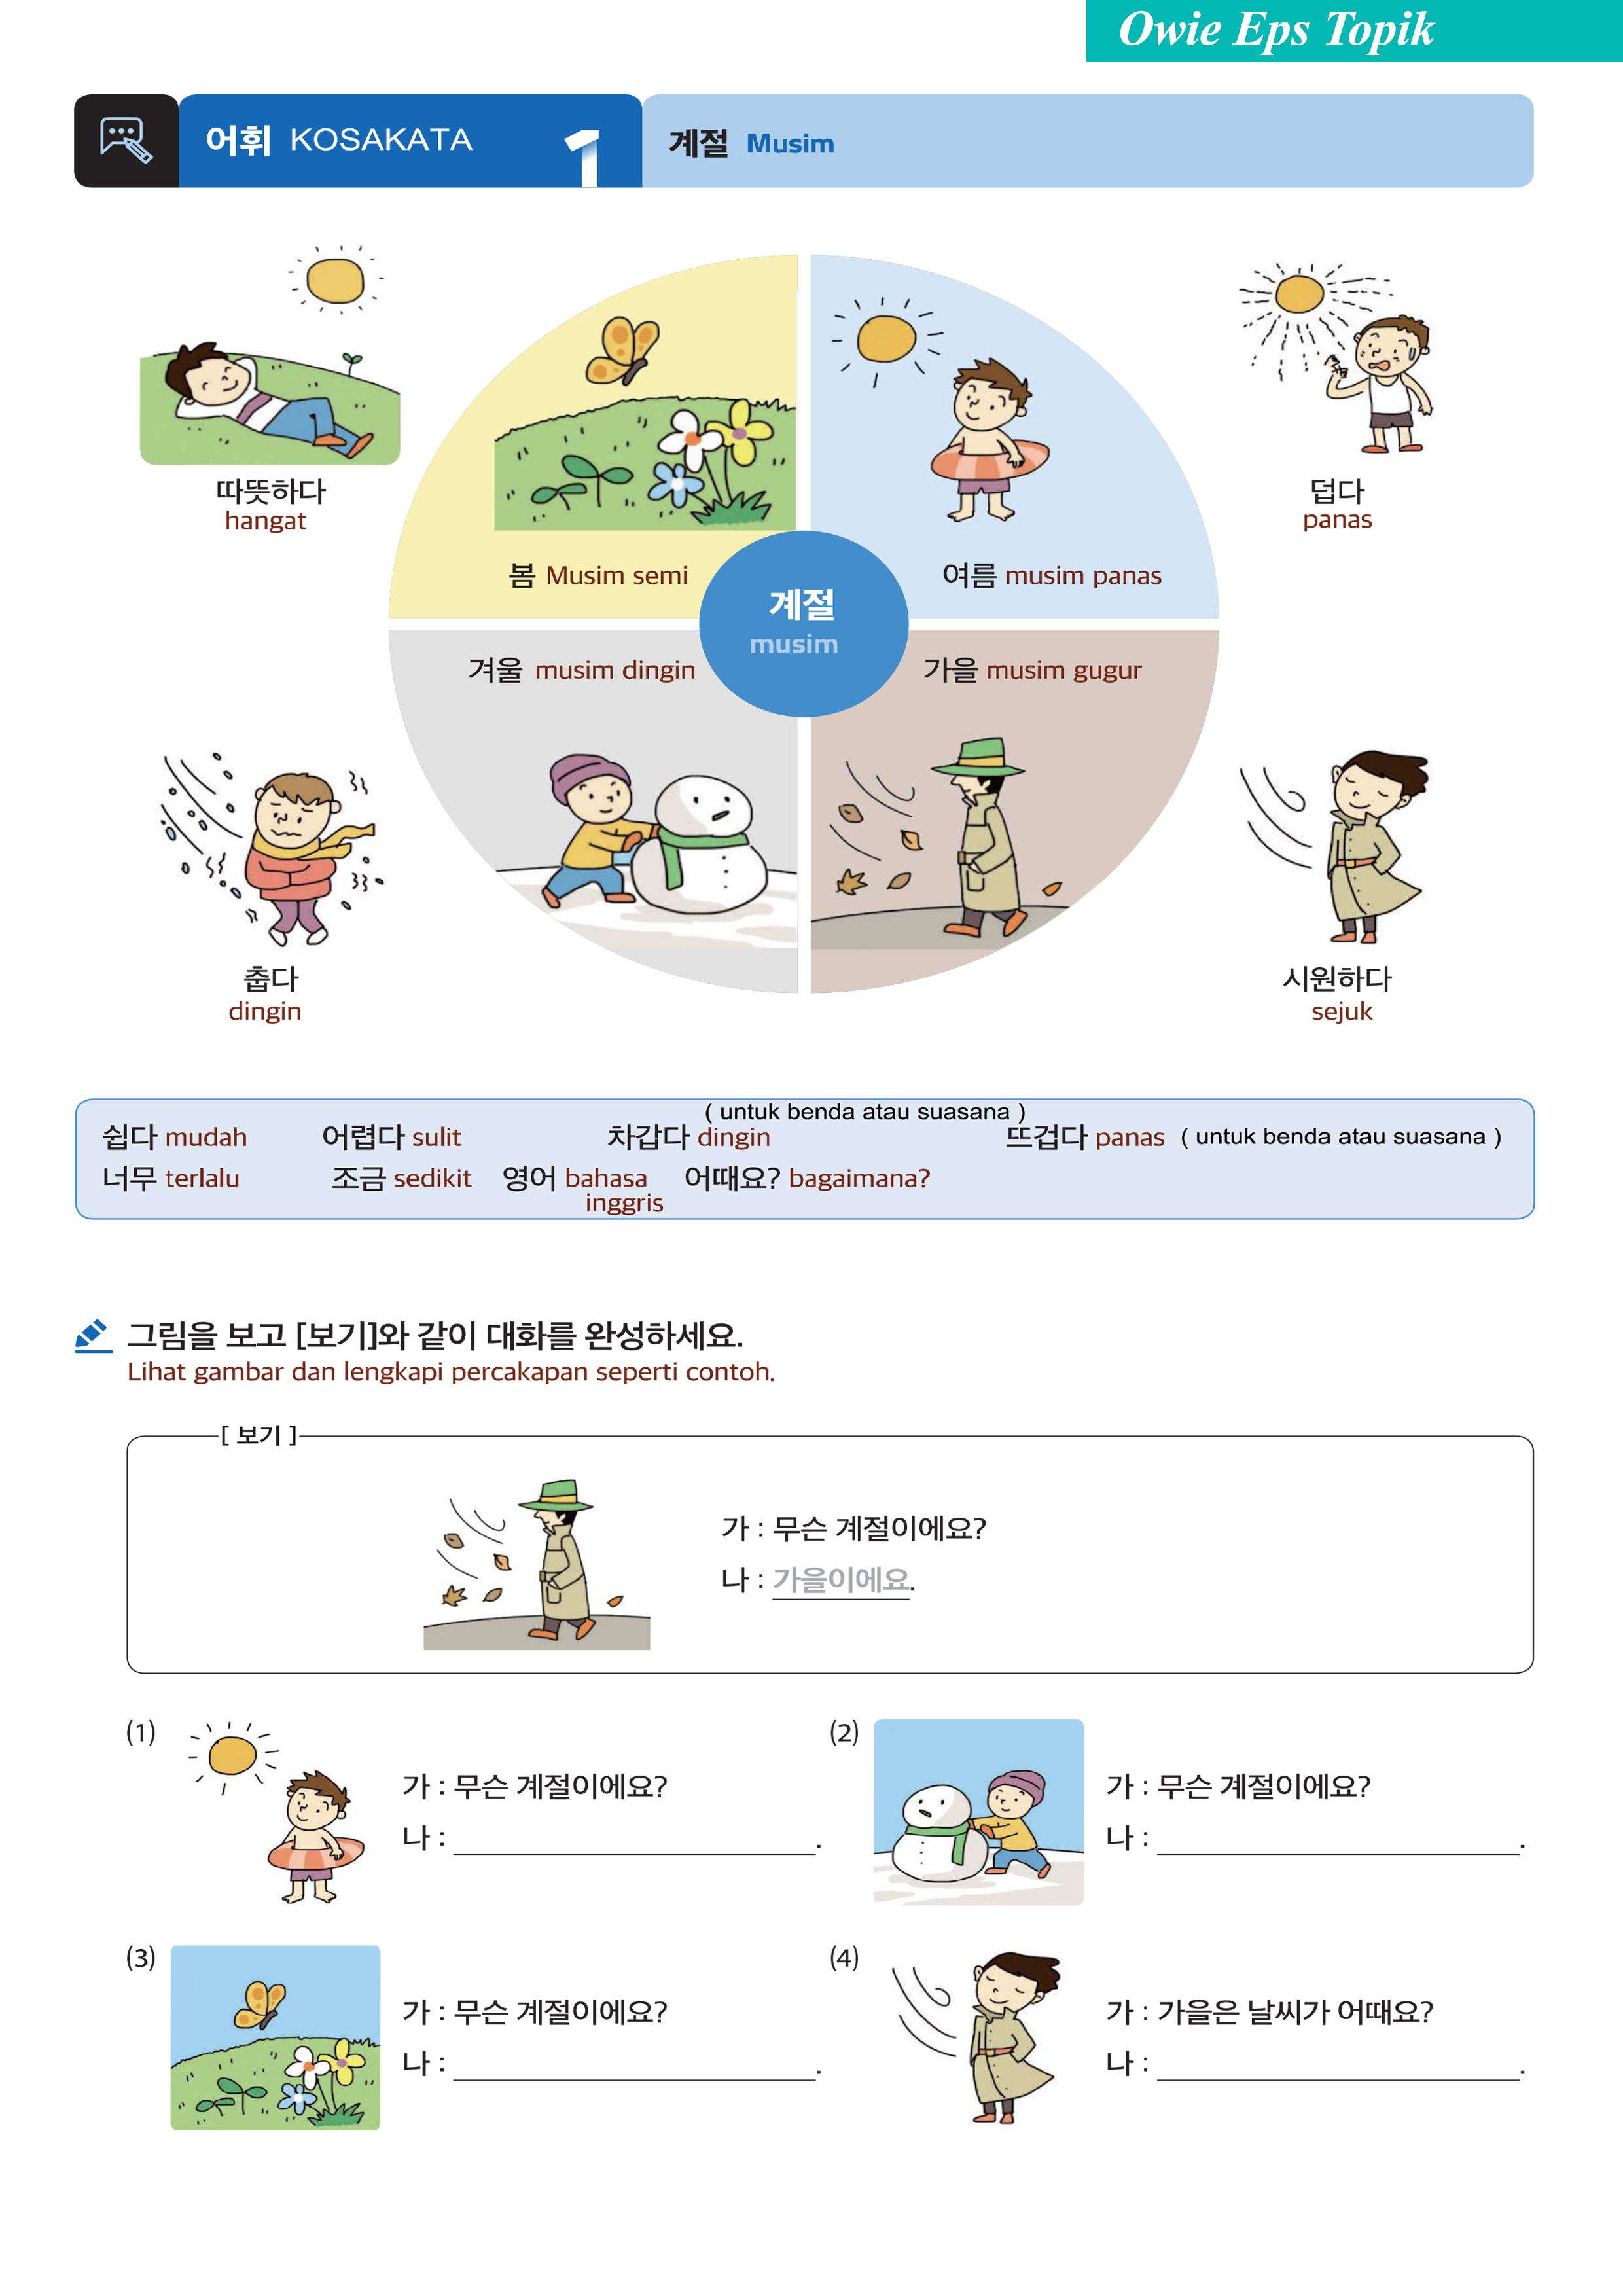 Owie Eps Topik
어휘 KOSAKATA 1 계절 Musim
따뜻하다
hangat
덥다
panas
봄 Musim semi
여름 musim panas
계절
musim
겨울 musim dingin
가을 musim gugur
춥다
dingin
시원하다
sejuk
( untuk benda atau suasana )
쉽다 mudah 어렵다 sulit 차갑다 dingin 뜨겁다 panas ( untuk benda atau suasana )
너무 terlalu 조금 sedikit 영어 bahasa 어때요? bagaimana?
inggris
그림을 보고 [보기]와 같이 대화를 완성하세요.
Lihat gambar dan lengkapi percakapan seperti contoh.
[ 보기 ]
가 : 무슨 계절이에요?
나 : 가을이에요.
(1)
가 : 무슨 계절이에요?
나 : .
(2)
가 : 무슨 계절이에요?
나 : .
(3)
가 : 무슨 계절이에요?
나 : .
(4)
가 : 가을은 날씨가 어때요?
나 : .